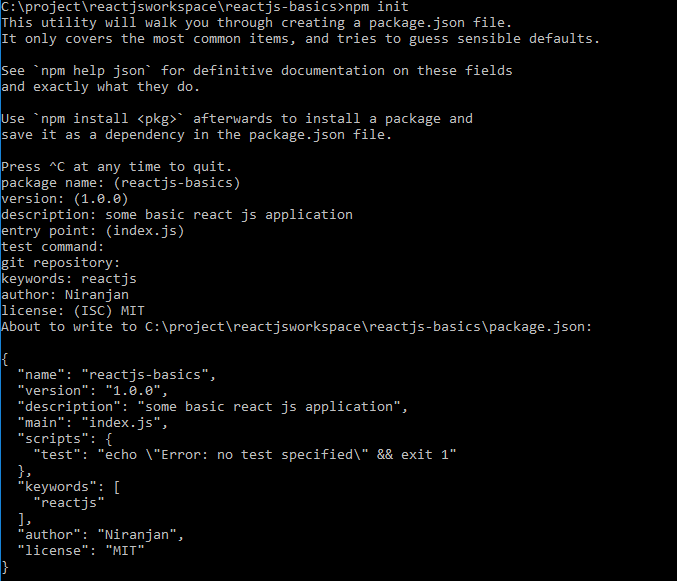 C:\project\reactjsworkspace\reactjs-basics>npm init
This utility will walk you through creating a package.json file.
It only covers the most common items, and tries to guess sensible defaults.

See `npm help json` for definitive documentation on these fields
and exactly what they do.

Use `npm install <pkg>` afterwards to install a package and
save it as a dependency in the package.json file.

Press ^C at any time to quit.
package name: (reactjs-basics)
version: (1.0.0)
description: some basic react js application
entry point: (index.js)
test command:
git repository:
keywords: reactjs
author: Niranjan
license: (ISC) MIT
About to write to C:\project\reactjsworkspace\reactjs-basics\package.json:

{
  "name": "reactjs-basics",
  "version": "1.0.0",
  "description": "some basic react js application",
  "main": "index.js",
  "scripts": {
    "test": "echo \"Error: no test specified\" && exit 1"
  },
  "keywords": [
    "reactjs"
  ],
  "author": "Niranjan",
  "license": "MIT"
}